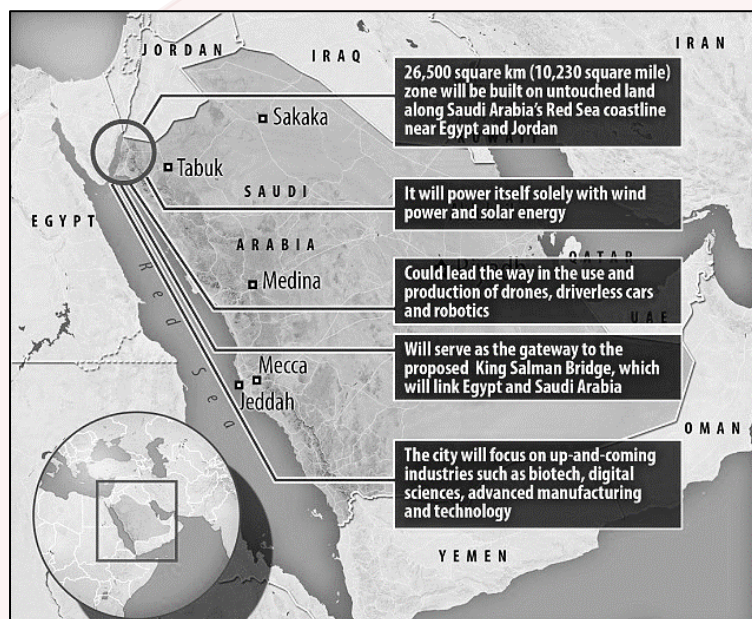 JORDAN
IRAQ
IRAN
26,500 square km (10,230 square mile)
zone will be built on untouched land
along Saudi Arabia's Red Sea coastline
near Egypt and Jordan
KUWAIT
Sakaka
Tabuk
SAUDI
It will power itself solely with wind
power and solar energy
EGYPT
ARABIA
QATAR
Riyadh
Medina
Could lead the way in the use and
production of drones, driverless cars
and robotics
UAE
Red Sea
Mecca
Jeddah
Will serve as the gateway to the
proposed King Salman Bridge, which
will link Egypt and Saudi Arabia
OMAN
The city will focus on up-and-coming
industries such as biotech, digital
sciences, advanced manufacturing
and technology
YEMEN